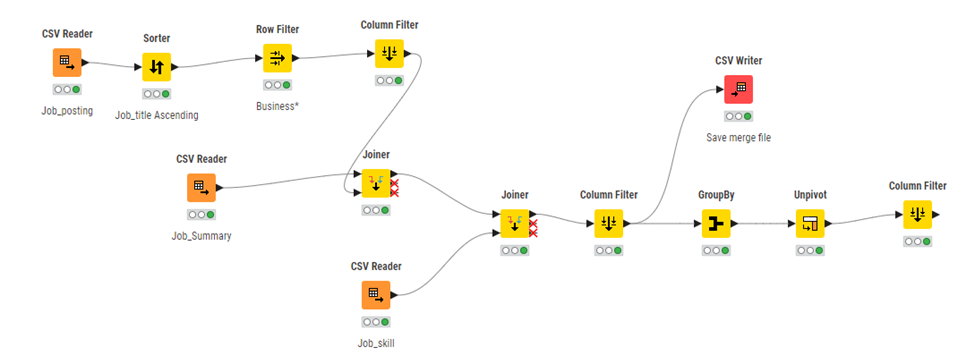 CSV Reader
Job_posting
Sorter
Job_title Ascending
Row Filter
Business*
Column Filter
CSV Reader
Job_Summary
Joiner
CSV Reader
Job_skill
Joiner
Column Filter
CSV Writer
Save merge file
GroupBy
Unpivot
Column Filter